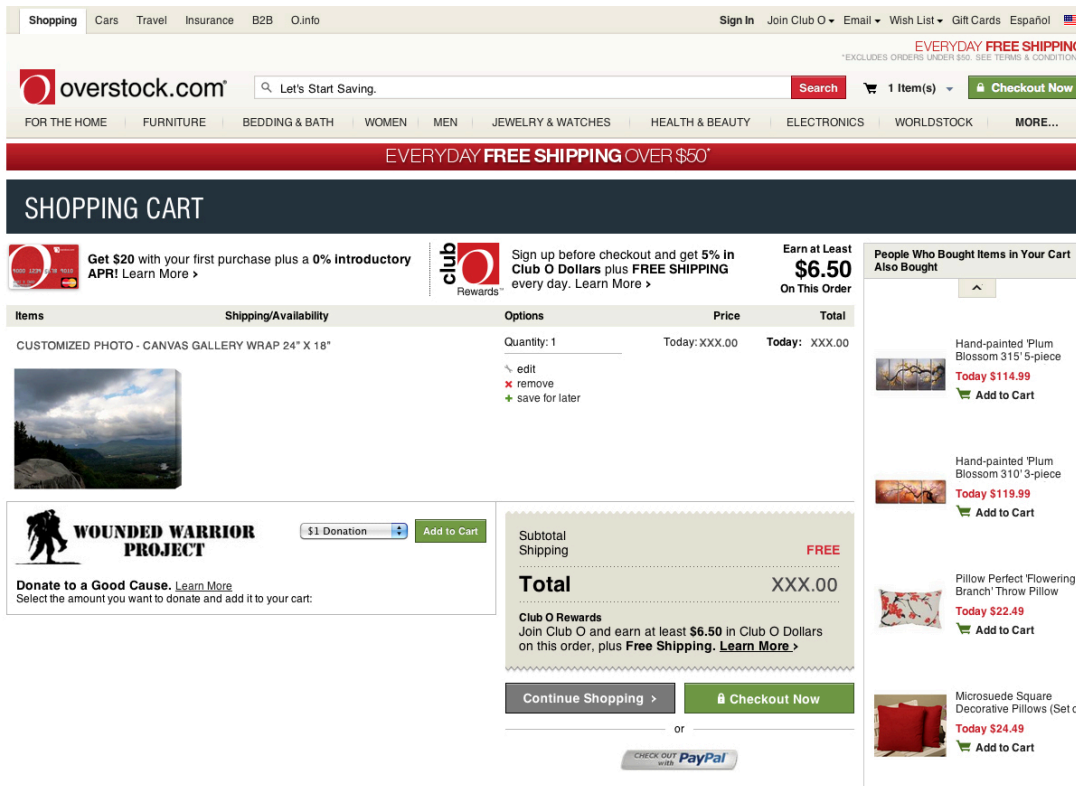 Shopping Cars Travel Insurance B2B O.info
Sign In Join Club O Email Wish List Gift Cards Español
EVERYDAY FREE SHIPPING
*EXCLUDES ORDERS UNDER $50. SEE TERMS & CONDITION
overstock.com
Let's Start Saving.
Search
1 Item(s)
Checkout Now
FOR THE HOME FURNITURE BEDDING & BATH WOMEN MEN JEWELRY & WATCHES HEALTH & BEAUTY ELECTRONICS WORLDSTOCK MORE...
EVERYDAY FREE SHIPPING OVER $50*
SHOPPING CART
Get $20 with your first purchase plus a 0% introductory
APR! Learn More ›
club
Rewards™
Sign up before checkout and get 5% in
Club O Dollars plus FREE SHIPPING
every day. Learn More ›
Earn at Least
$6.50
On This Order
Items Shipping/Availability Options Price Total
CUSTOMIZED PHOTO - CANVAS GALLERY WRAP 24" X 18"
Quantity: 1
Today: XXX.00
Today: XXX.00
edit
remove
save for later
WOUNDED WARRIOR
PROJECT
$1 Donation
Add to Cart
Donate to a Good Cause. Learn More
Select the amount you want to donate and add it to your cart:
Subtotal
Shipping FREE
Total XXX.00
Club O Rewards
Join Club O and earn at least $6.50 in Club O Dollars
on this order, plus Free Shipping. Learn More ›
Continue Shopping ›
Checkout Now
or
CHECK OUT
with PayPal
People Who Bought Items in Your Cart
Also Bought
Hand-painted 'Plum
Blossom 315' 5-piece
Today $114.99
Add to Cart
Hand-painted 'Plum
Blossom 310' 3-piece
Today $119.99
Add to Cart
Pillow Perfect 'Flowering
Branch' Throw Pillow
Today $22.49
Add to Cart
Microsuede Square
Decorative Pillows (Set o
Today $24.49
Add to Cart